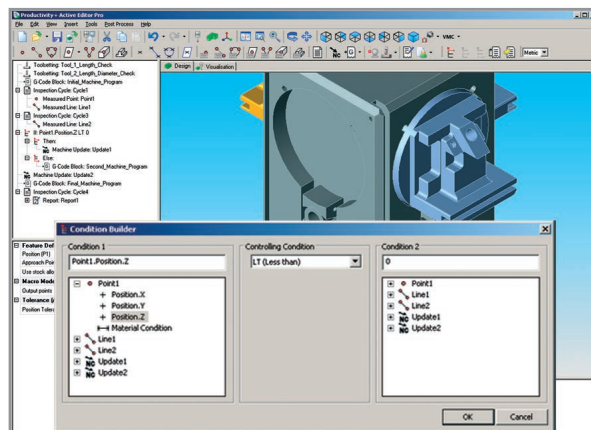 Productivity+ Active Editor Pro
File Edit View Insert Tools Post Process Help
VMC
Metric
Toolsetting: Tool_1_Length_Check
Toolsetting: Tool_2_Length_Diameter_Check
G-Code Block: Initial_Machine_Program
Inspection Cycle: Cycle1
Measured Point: Point1
Measured Line: Line1
Inspection Cycle: Cycle3
Measured Line: Line2
If: Point1.Position.Z LT 0
Then:
Machine Update: Update1
Else:
G-Code Block: Second_Machine_Program
Machine Update: Update2
G-Code Block: Final_Machine_Program
Inspection Cycle: Cycle4
Report: Report1
Design Visualisation
Feature Def
Position (P1)
Approach Poin
Use stock allo
Macro Mode
Output points
Tolerance (
Position Toler
Condition Builder
Condition 1
Point1.Position.Z
Point1
Position.X
Position.Y
Position.Z
Material Condition
Line1
Line2
Update1
Update2
Controlling Condition
LT (Less than)
Condition 2
0
Point1
Line1
Line2
Update1
Update2
OK Cancel